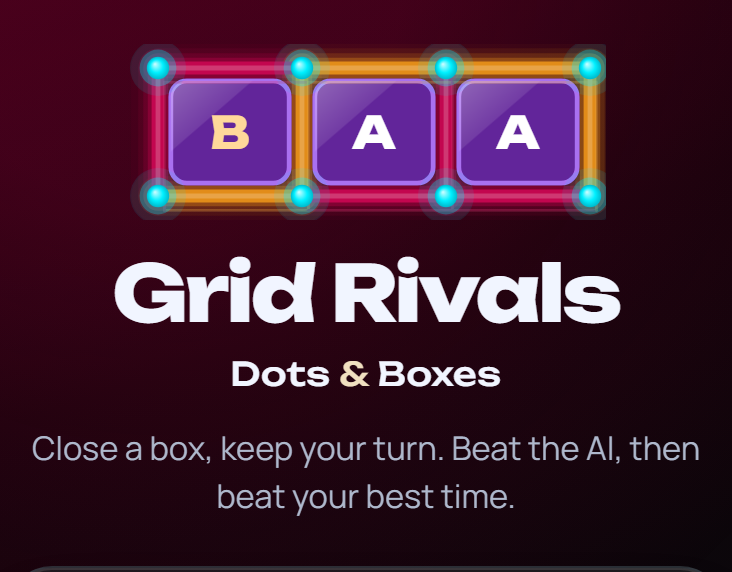 B A A
Grid Rivals
Dots & Boxes
Close a box, keep your turn. Beat the AI, then
beat your best time.